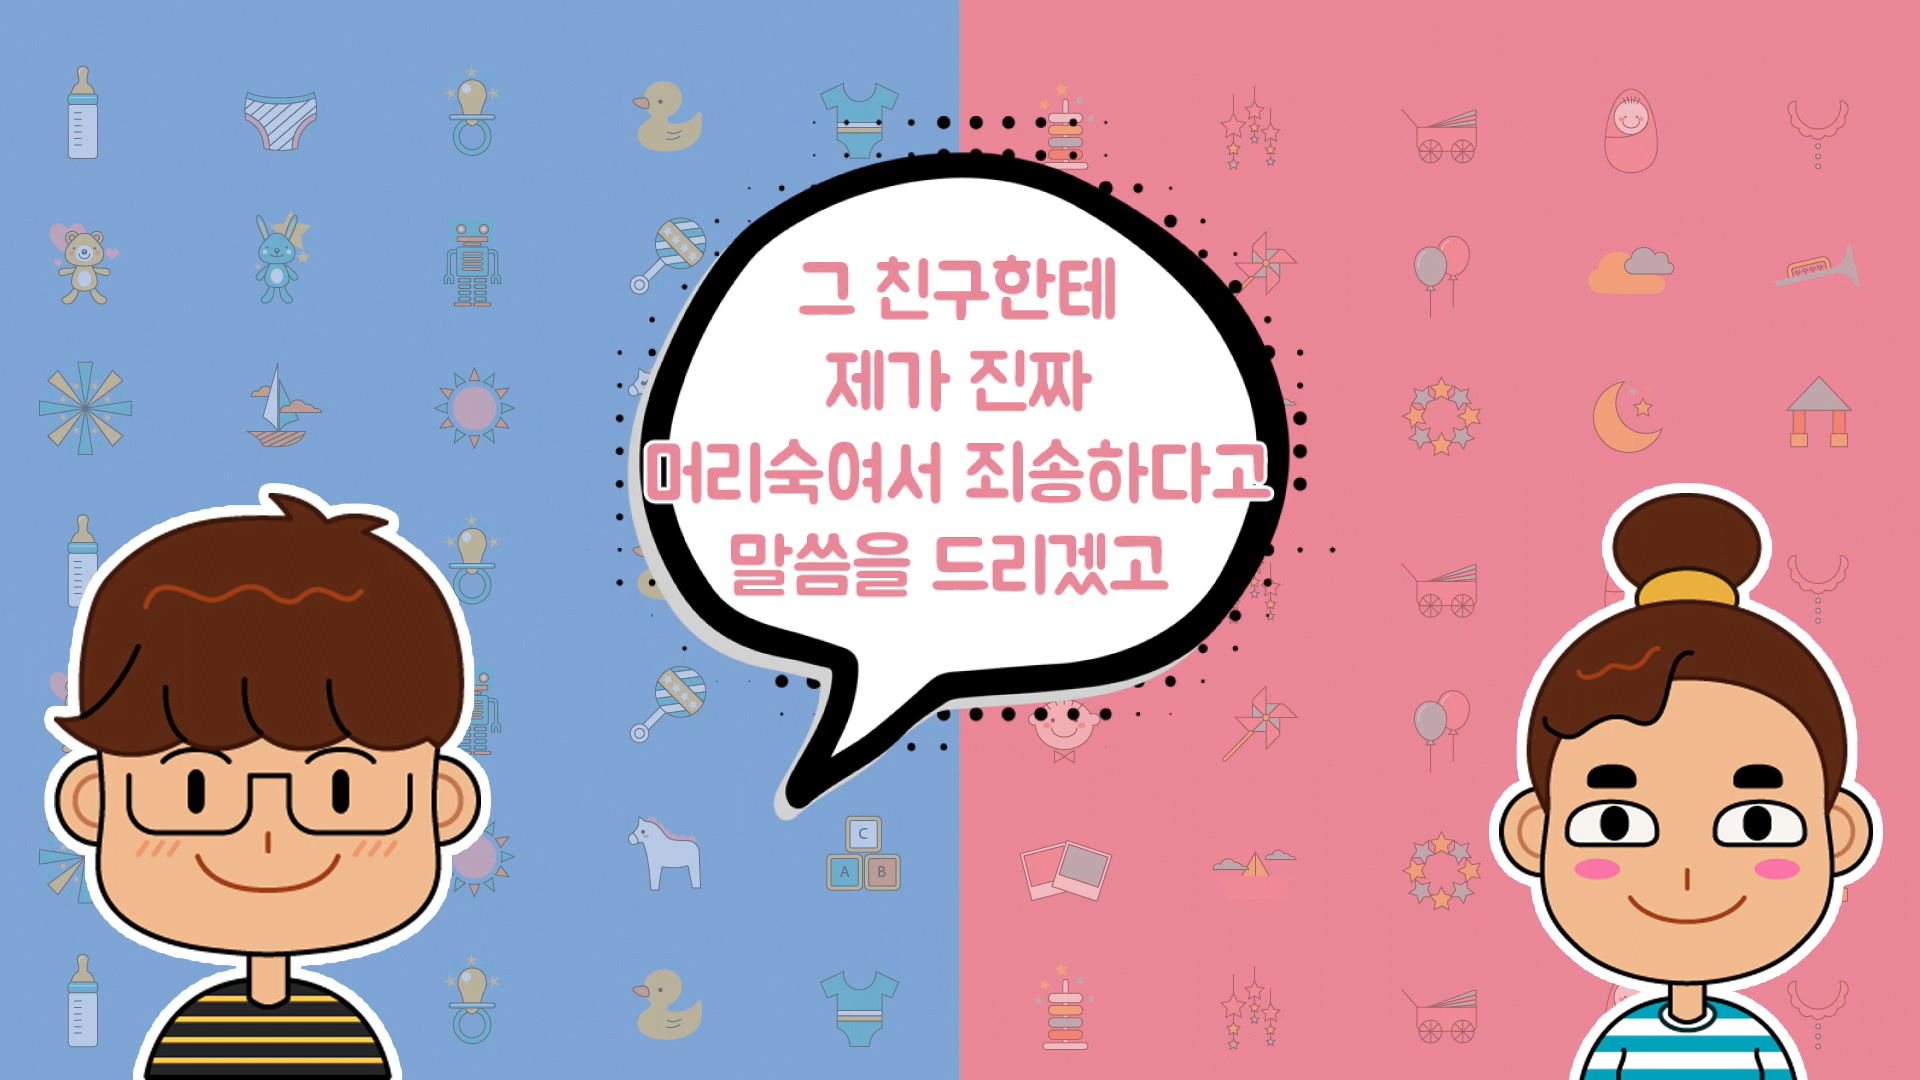 그 친구한테
제가 진짜
머리숙여서 죄송하다고
말씀을 드리겠고
C
A B